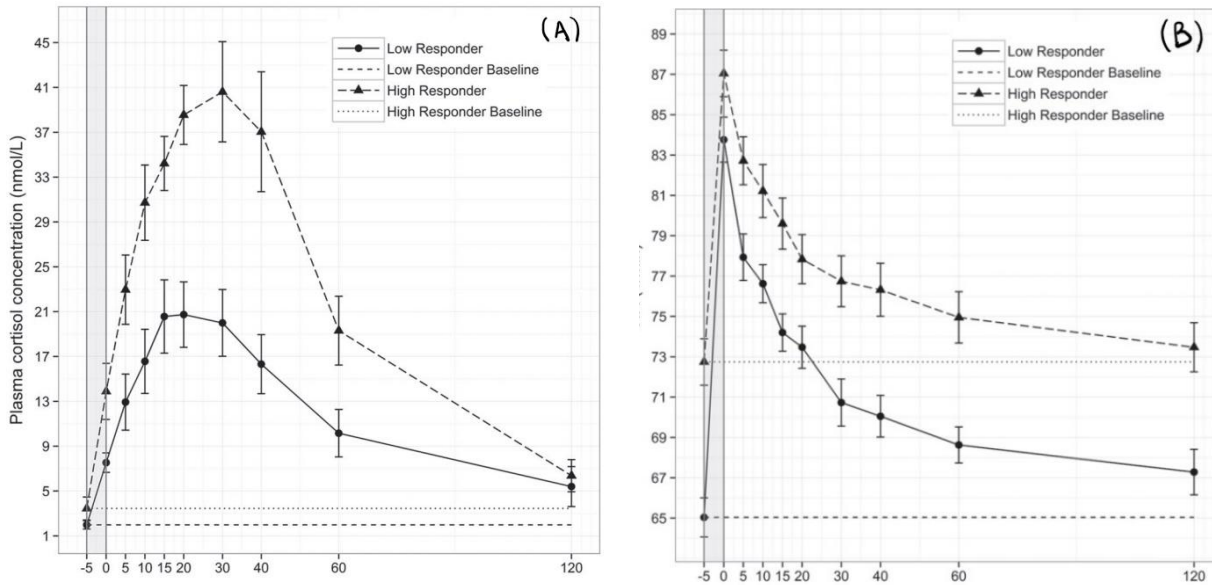 (A)
Low Responder
Low Responder Baseline
High Responder
High Responder Baseline
Plasma cortisol concentration (nmol/L)
45
41
37
33
29
25
21
17
13
9
5
1
-5 0 5 10 15 20 30 40 60 120
(B)
Low Responder
Low Responder Baseline
High Responder
High Responder Baseline
89
87
85
83
81
79
77
75
73
71
69
67
65
-5 0 5 10 15 20 30 40 60 120